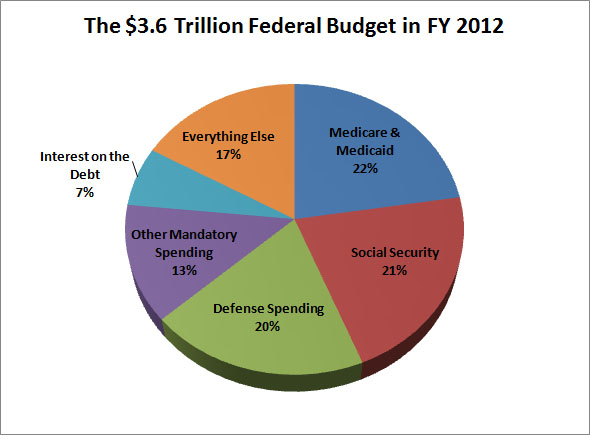 The $3.6 Trillion Federal Budget in FY 2012
Medicare &
Medicaid
22%
Social Security
21%
Defense Spending
20%
Other Mandatory
Spending
13%
Interest on the
Debt
7%
Everything Else
17%